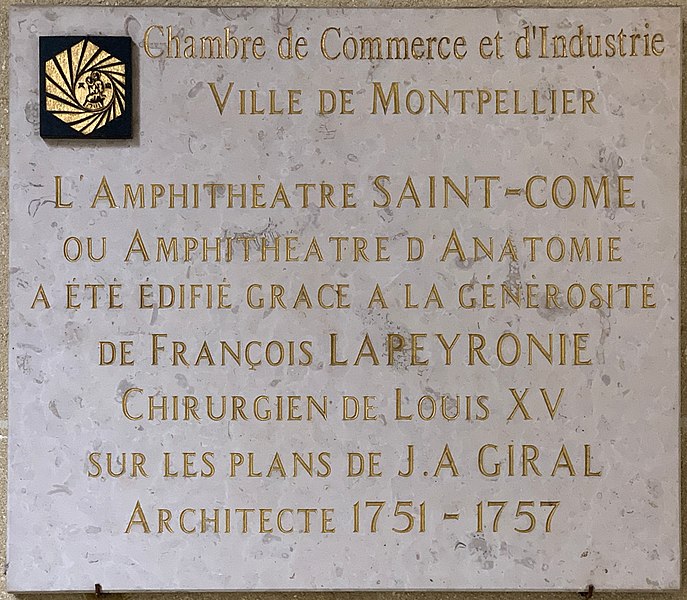 Chambre de Commerce et d'Industrie
VILLE DE MONTPELLIER
L'AMPHITHÉATRE SAINT-COME
OU AMPHITHEATRE D'ANATOMIE
A ÉTÉ ÉDIFIÉ GRACE A LA GÉNÉROSITÉ
DE FRANÇOIS LAPEYRONIE
CHIRURGIEN DE LOUIS XV
SUR LES PLANS DE J.A GIRAL
ARCHITECTE 1751-1757